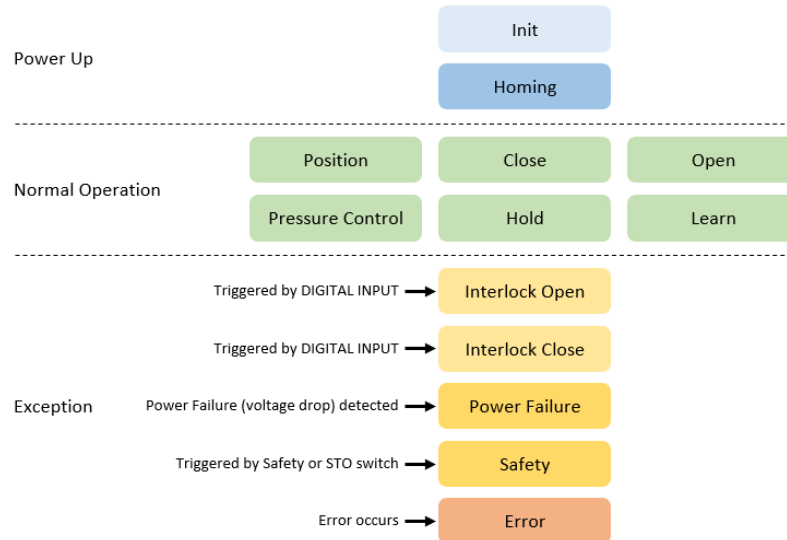 Init
Power Up
Homing
Position Close Open
Normal Operation
Pressure Control Hold Learn
Triggered by DIGITAL INPUT Interlock Open
Triggered by DIGITAL INPUT Interlock Close
Exception Power Failure (voltage drop) detected Power Failure
Triggered by Safety or STO switch Safety
Error occurs Error